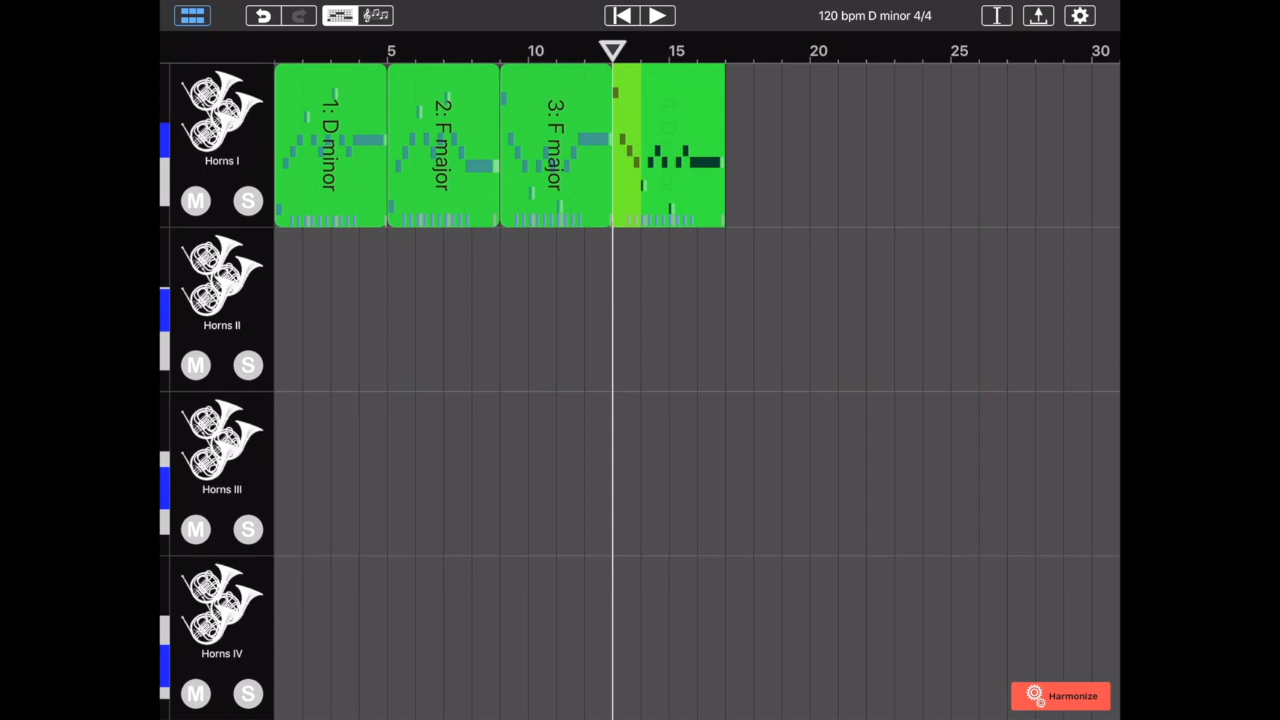 120 bpm D minor 4/4
5 10 15 20 25 30
1: D minor
2: F major
3: F major
Horns I
M S
Horns II
M S
Horns III
M S
Horns IV
M S
Harmonize